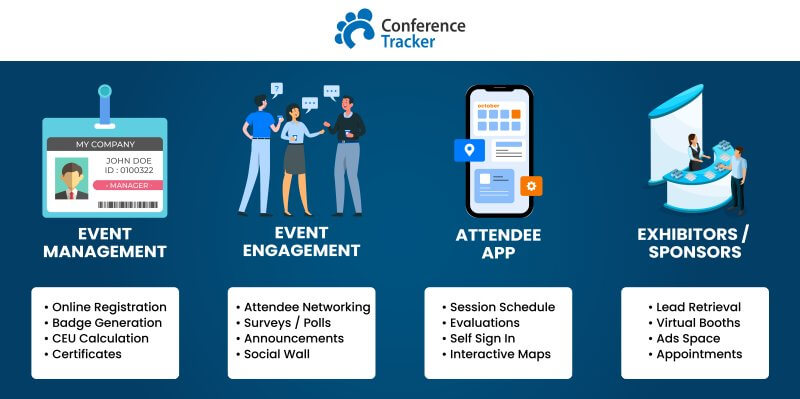 Conference
Tracker
MY COMPANY
JOHN DOE
ID : 0100322
• MANAGER •
?
october
EVENT
MANAGEMENT
• Online Registration
• Badge Generation
• CEU Calculation
• Certificates
EVENT
ENGAGEMENT
• Attendee Networking
• Surveys / Polls
• Announcements
• Social Wall
ATTENDEE
APP
• Session Schedule
• Evaluations
• Self Sign In
• Interactive Maps
EXHIBITORS /
SPONSORS
• Lead Retrieval
• Virtual Booths
• Ads Space
• Appointments